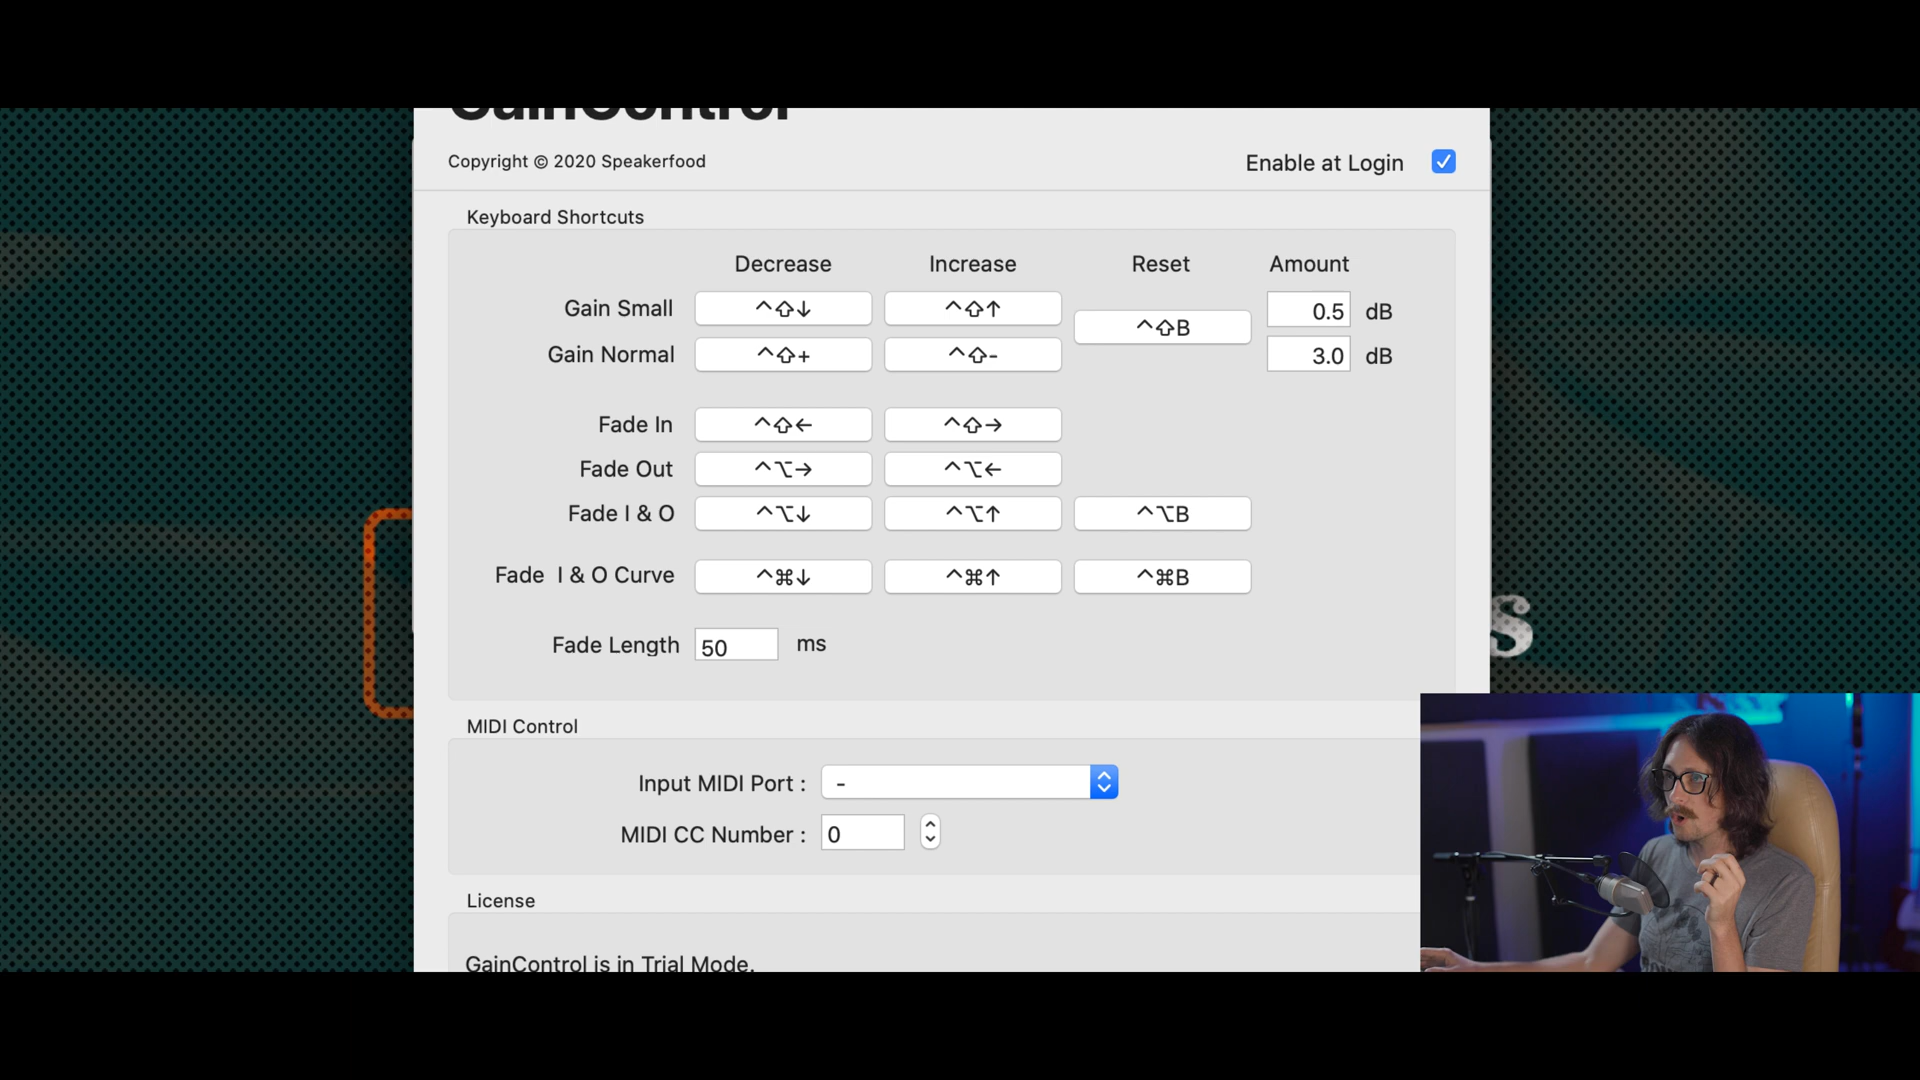 GainControl
Copyright © 2020 Speakerfood
Enable at Login
Keyboard Shortcuts
Decrease Increase Reset Amount
Gain Small ^⇧↓ ^⇧↑ ^⇧B 0.5 dB
Gain Normal ^⇧+ ^⇧- 3.0 dB
Fade In ^⇧← ^⇧→
Fade Out ^⌥→ ^⌥←
Fade I & O ^⌥↓ ^⌥↑ ^⌥B
Fade I & O Curve ^⌘↓ ^⌘↑ ^⌘B
Fade Length 50 ms
s
MIDI Control
Input MIDI Port : -
MIDI CC Number : 0
License
GainControl is in Trial Mode.